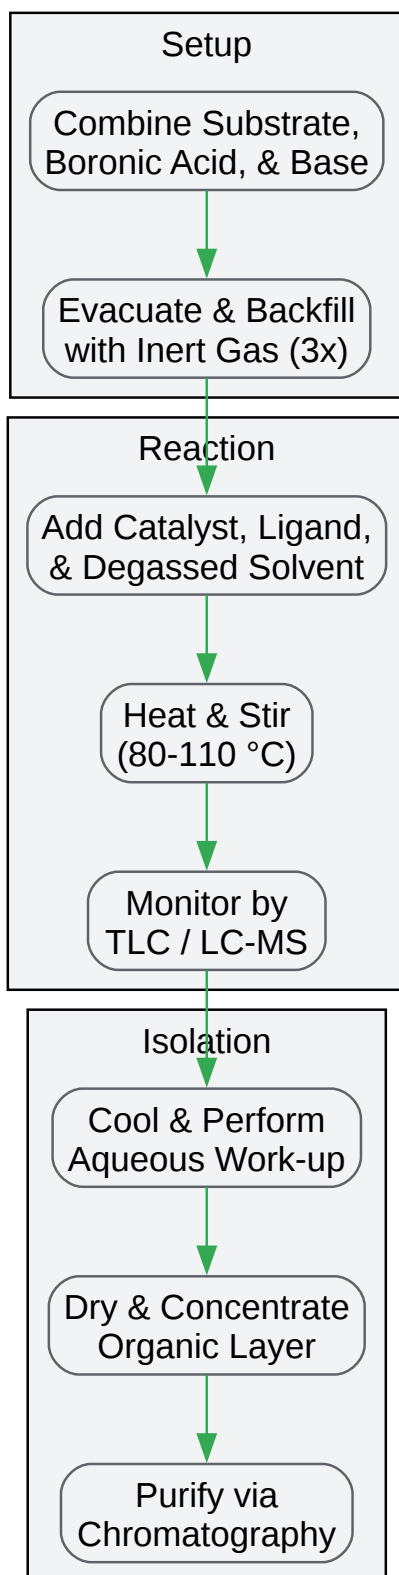 Setup
Combine Substrate,
Boronic Acid, & Base
Evacuate & Backfill
with Inert Gas (3x)
Reaction
Add Catalyst, Ligand,
& Degassed Solvent
Heat & Stir
(80-110 °C)
Monitor by
TLC / LC-MS
Isolation
Cool & Perform
Aqueous Work-up
Dry & Concentrate
Organic Layer
Purify via
Chromatography